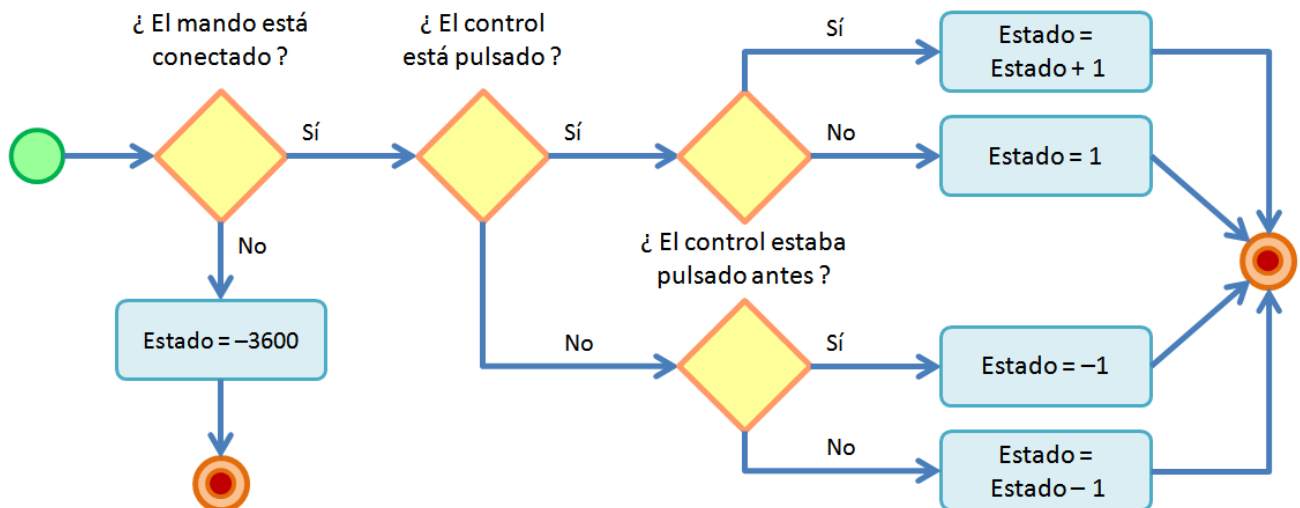 ¿ El mando está
conectado ?
¿ El control
está pulsado ?
Sí
Estado =
Estado + 1
Sí
Sí
No
Estado = 1
No
¿ El control estaba
pulsado antes ?
Estado = –3600
No
Sí
Estado = –1
No
Estado =
Estado – 1